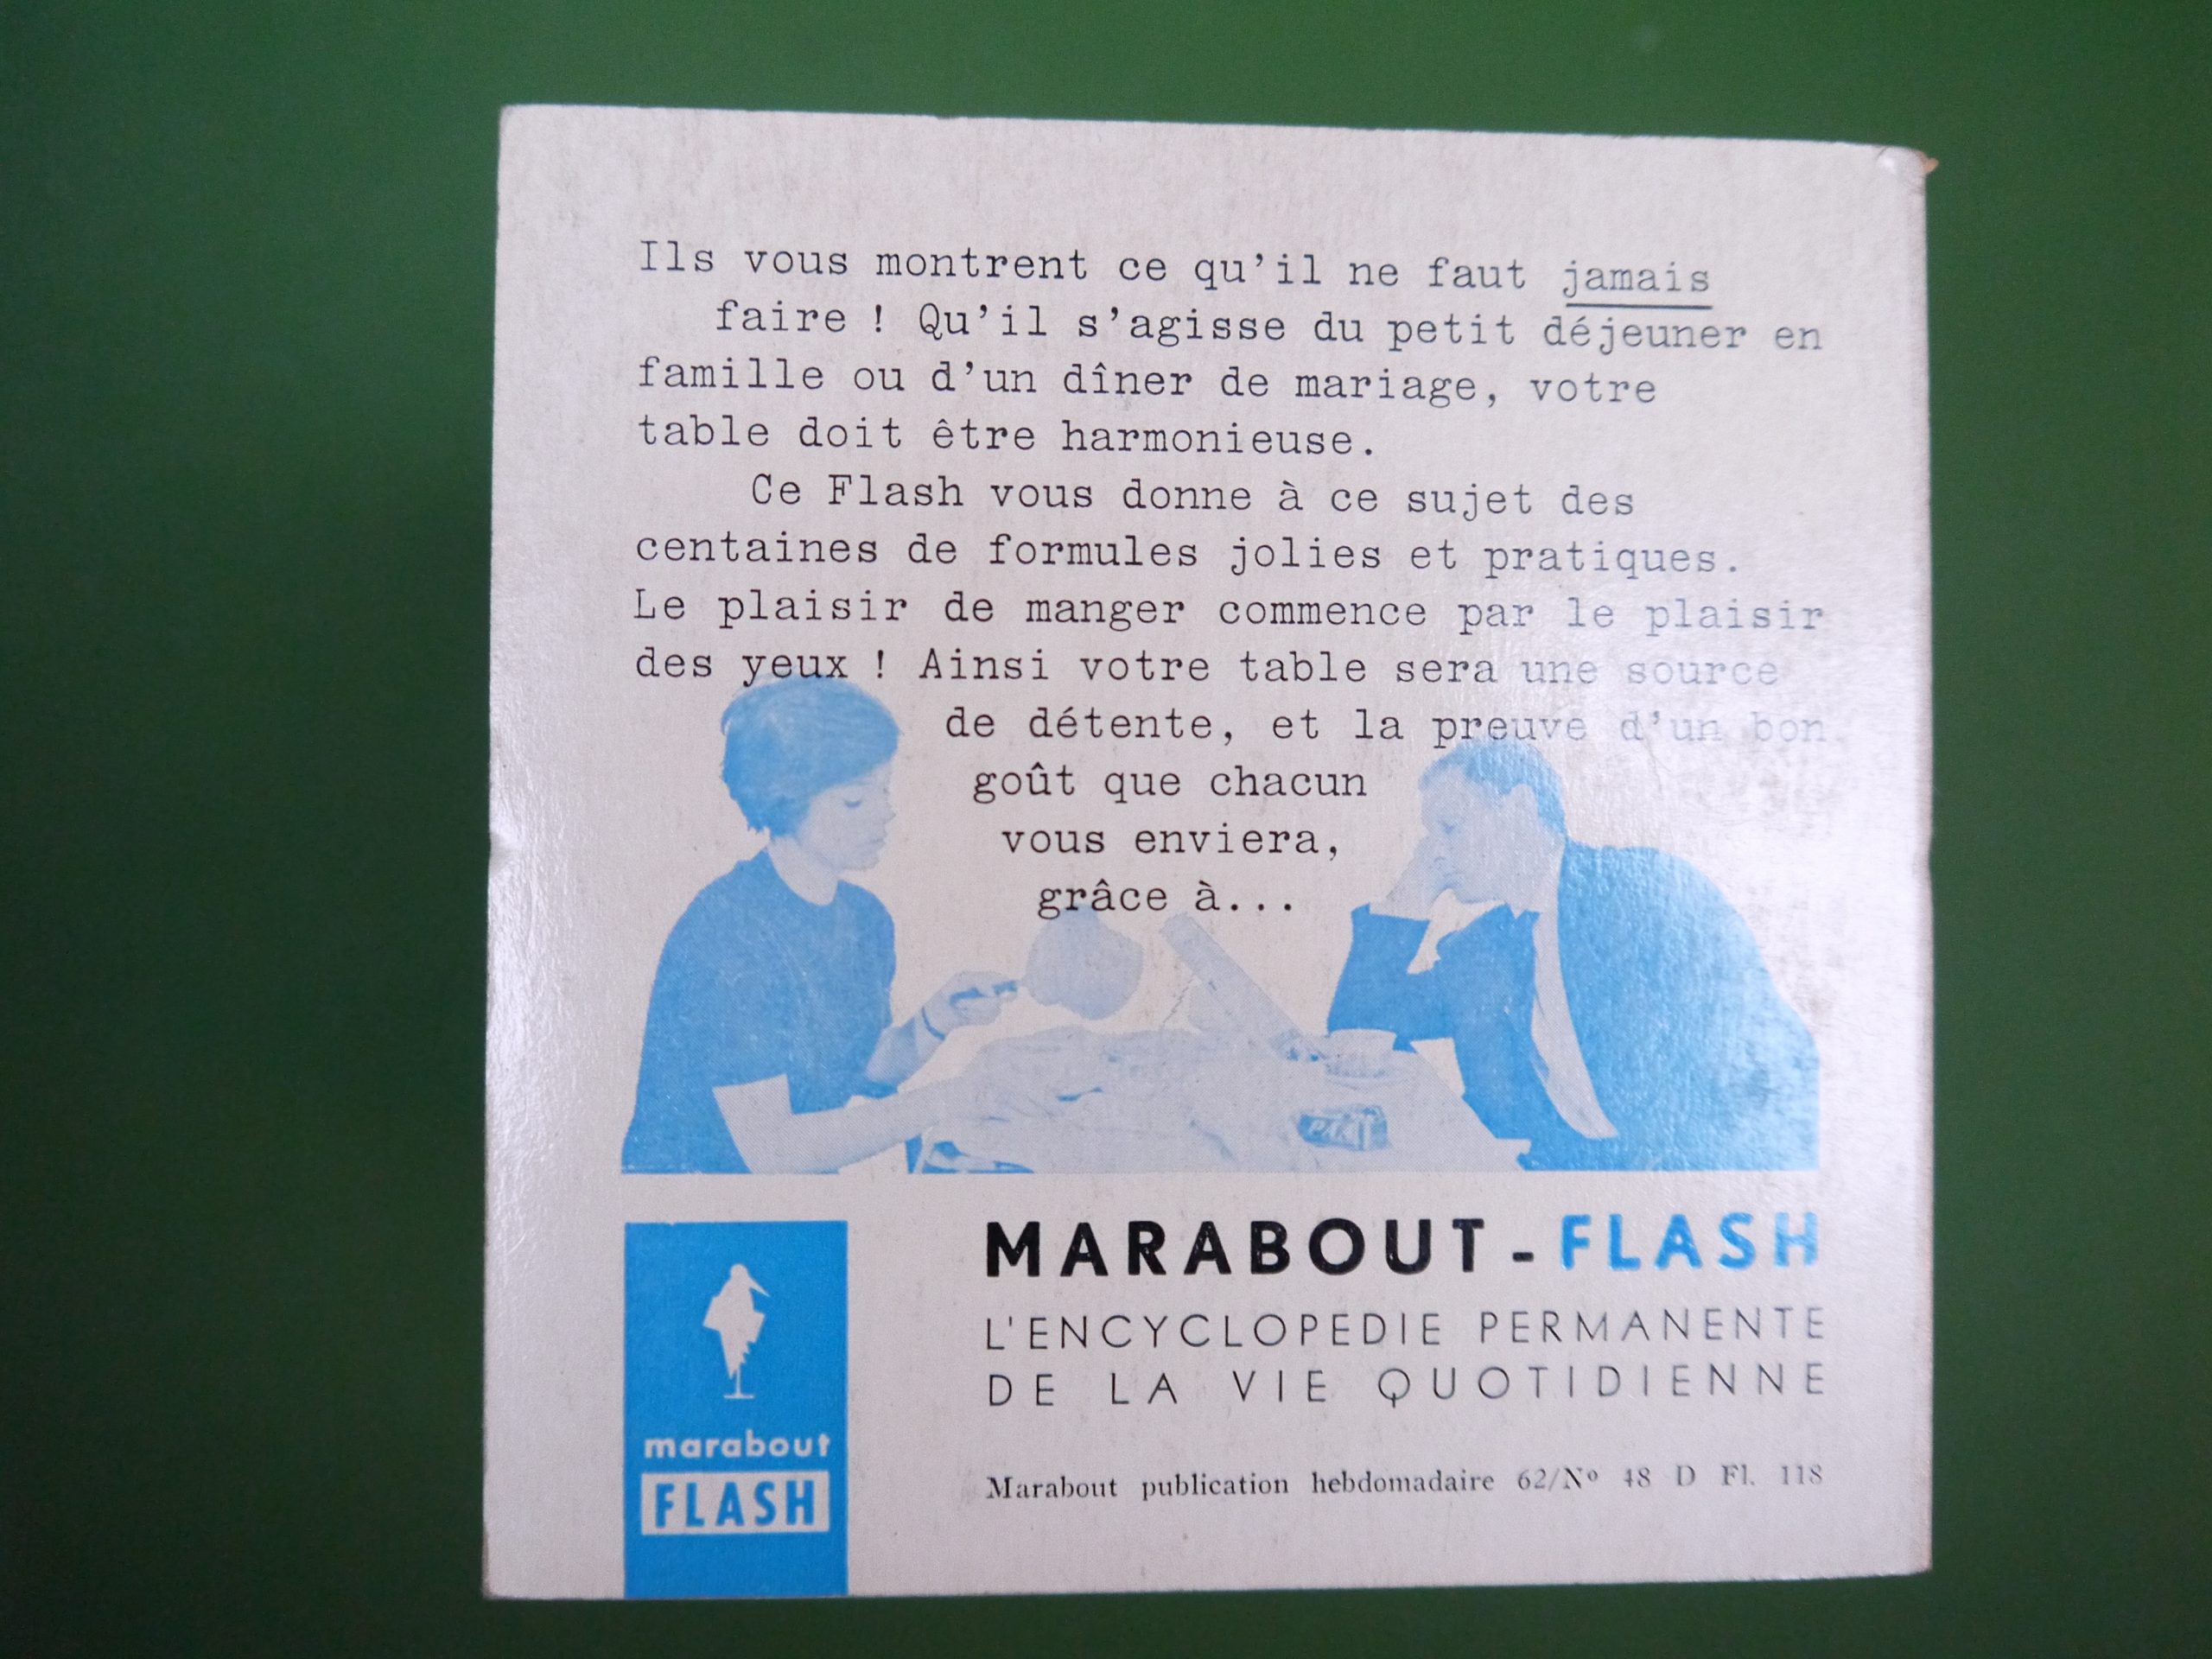 Ils vous montrent ce qu'il ne faut jamais
faire ! Qu'il s'agisse du petit déjeuner en
famille ou d'un dîner de mariage, votre
table doit être harmonieuse.
Ce Flash vous donne à ce sujet des
centaines de formules jolies et pratiques.
Le plaisir de manger commence par le plaisir
des yeux ! Ainsi votre table sera une source
de détente, et la preuve d'un bon
goût que chacun
vous enviera,
grâce à...
MARABOUT-FLASH
L'ENCYCLOPEDIE PERMANENTE
DE LA VIE QUOTIDIENNE
Marabout publication hebdomadaire 62/Nº 48 D Fl. 118
marabout
FLASH